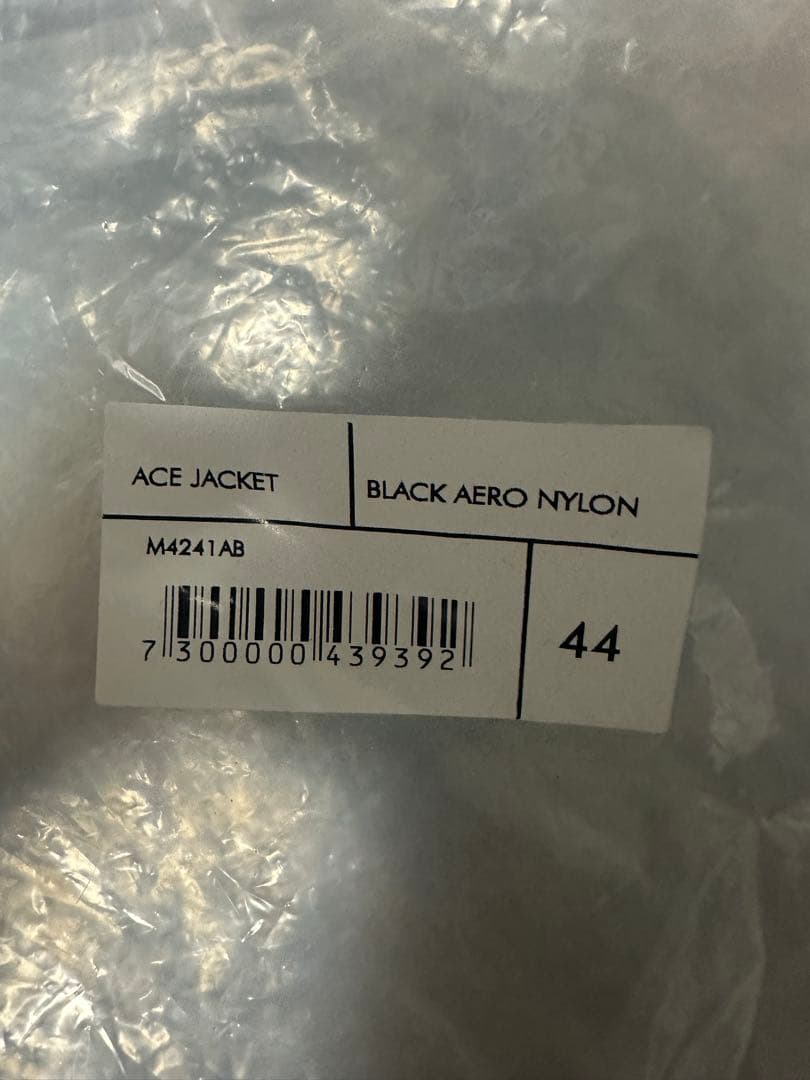 ACE JACKET
BLACK AERO NYLON
M4241AB
7 300000 439392
44